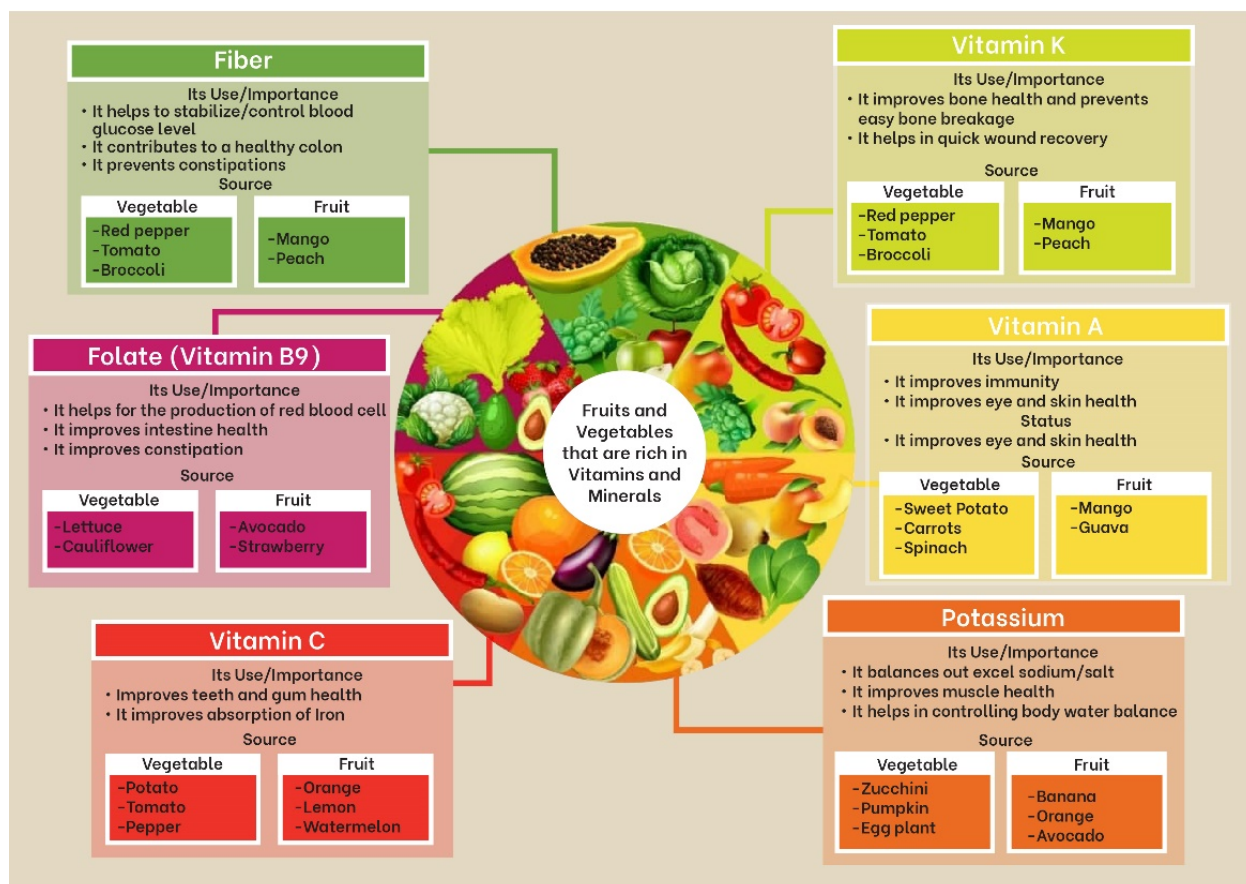 Fiber
Its Use/Importance
• It helps to stabilize/control blood
glucose level
• It contributes to a healthy colon
• It prevents constipations
Source
Vegetable
-Red pepper
-Tomato
-Broccoli
Fruit
-Mango
-Peach
Folate (Vitamin B9)
Its Use/Importance
• It helps for the production of red blood cell
• It improves intestine health
• It improves constipation
Source
Vegetable
-Lettuce
-Cauliflower
Fruit
-Avocado
-Strawberry
Vitamin C
Its Use/Importance
• Improves teeth and gum health
• It improves absorption of Iron
Source
Vegetable
-Potato
-Tomato
-Pepper
Fruit
-Orange
-Lemon
-Watermelon
Fruits and
Vegetables
that are rich in
Vitamins and
Minerals
Vitamin K
Its Use/Importance
• It improves bone health and prevents
easy bone breakage
• It helps in quick wound recovery
Source
Vegetable
-Red pepper
-Tomato
-Broccoli
Fruit
-Mango
-Peach
Vitamin A
Its Use/Importance
• It improves immunity
• It improves eye and skin health
Status
• It improves eye and skin health
Source
Vegetable
-Sweet Potato
-Carrots
-Spinach
Fruit
-Mango
-Guava
Potassium
Its Use/Importance
• It balances out excel sodium/salt
• It improves muscle health
• It helps in controlling body water balance
Source
Vegetable
-Zucchini
-Pumpkin
-Egg plant
Fruit
-Banana
-Orange
-Avocado